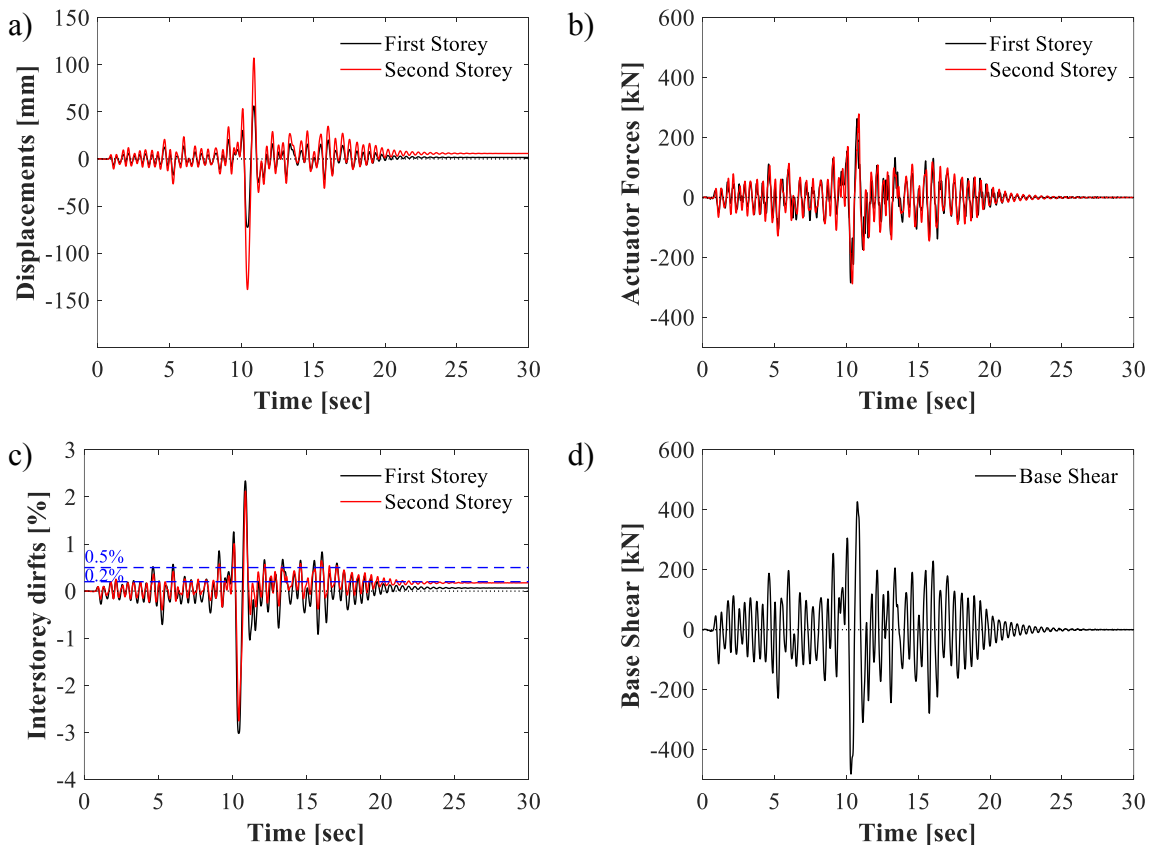 a)
150
100
50
0
-50
-100
-150
Displacements [mm]
First Storey
Second Storey
0 5 10 15 20 25 30
Time [sec]
b)
600
400
200
0
-200
-400
Actuator Forces [kN]
First Storey
Second Storey
0 5 10 15 20 25 30
Time [sec]
c)
3
2
1
0
-1
-2
-3
-4
Interstorey dirfts [%]
First Storey
Second Storey
0.5%
0.2%
0 5 10 15 20 25 30
Time [sec]
d)
600
400
200
0
-200
-400
Base Shear [kN]
Base Shear
0 5 10 15 20 25 30
Time [sec]